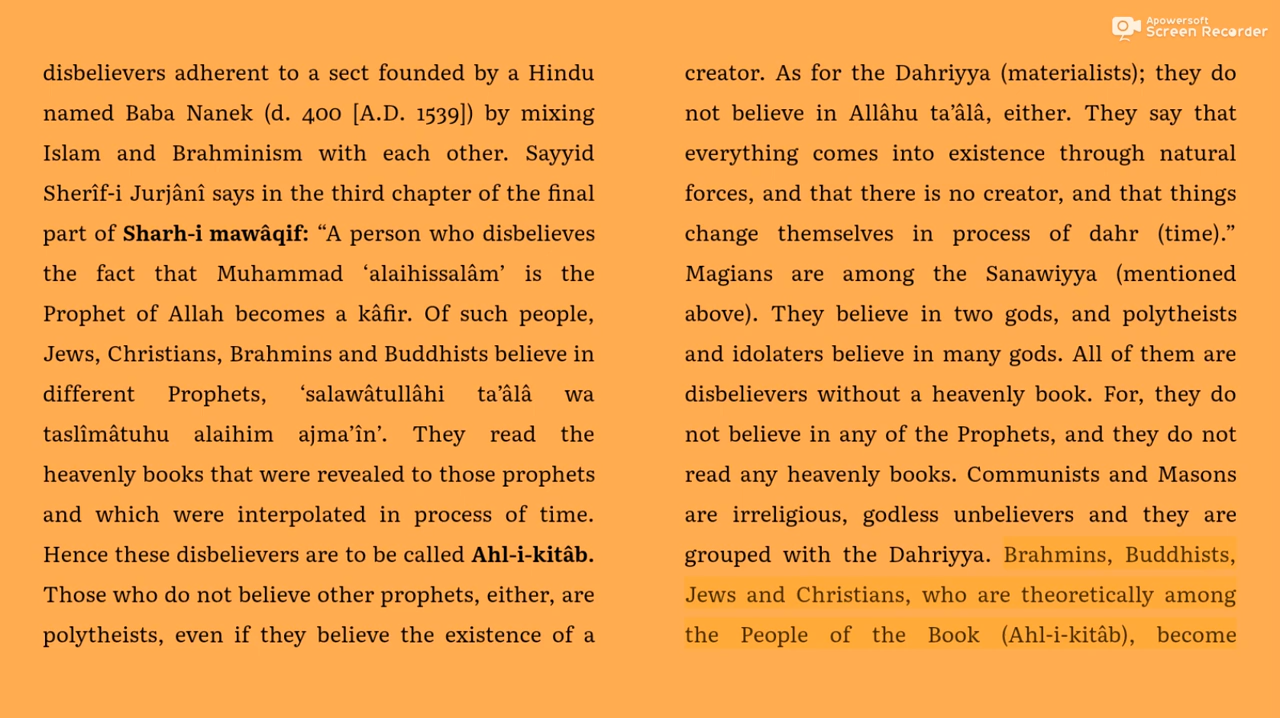 Apowersoft
Screen Recorder
disbelievers adherent to a sect founded by a Hindu
named Baba Nanek (d. 400 [A.D. 1539]) by mixing
Islam and Brahminism with each other. Sayyid
Sherîf-i Jurjânî says in the third chapter of the final
part of Sharh-i mawâqif: “A person who disbelieves
the fact that Muhammad ‘alaihissalâm’ is the
Prophet of Allah becomes a kâfir. Of such people,
Jews, Christians, Brahmins and Buddhists believe in
different Prophets, ‘salawâtullâhi ta’âlâ wa
taslîmâtuhu alaihim ajma’în’. They read the
heavenly books that were revealed to those prophets
and which were interpolated in process of time.
Hence these disbelievers are to be called Ahl-i-kitâb.
Those who do not believe other prophets, either, are
polytheists, even if they believe the existence of a
creator. As for the Dahriyya (materialists); they do
not believe in Allâhu ta’âlâ, either. They say that
everything comes into existence through natural
forces, and that there is no creator, and that things
change themselves in process of dahr (time).”
Magians are among the Sanawiyya (mentioned
above). They believe in two gods, and polytheists
and idolaters believe in many gods. All of them are
disbelievers without a heavenly book. For, they do
not believe in any of the Prophets, and they do not
read any heavenly books. Communists and Masons
are irreligious, godless unbelievers and they are
grouped with the Dahriyya. Brahmins, Buddhists,
Jews and Christians, who are theoretically among
the People of the Book (Ahl-i-kitâb), become